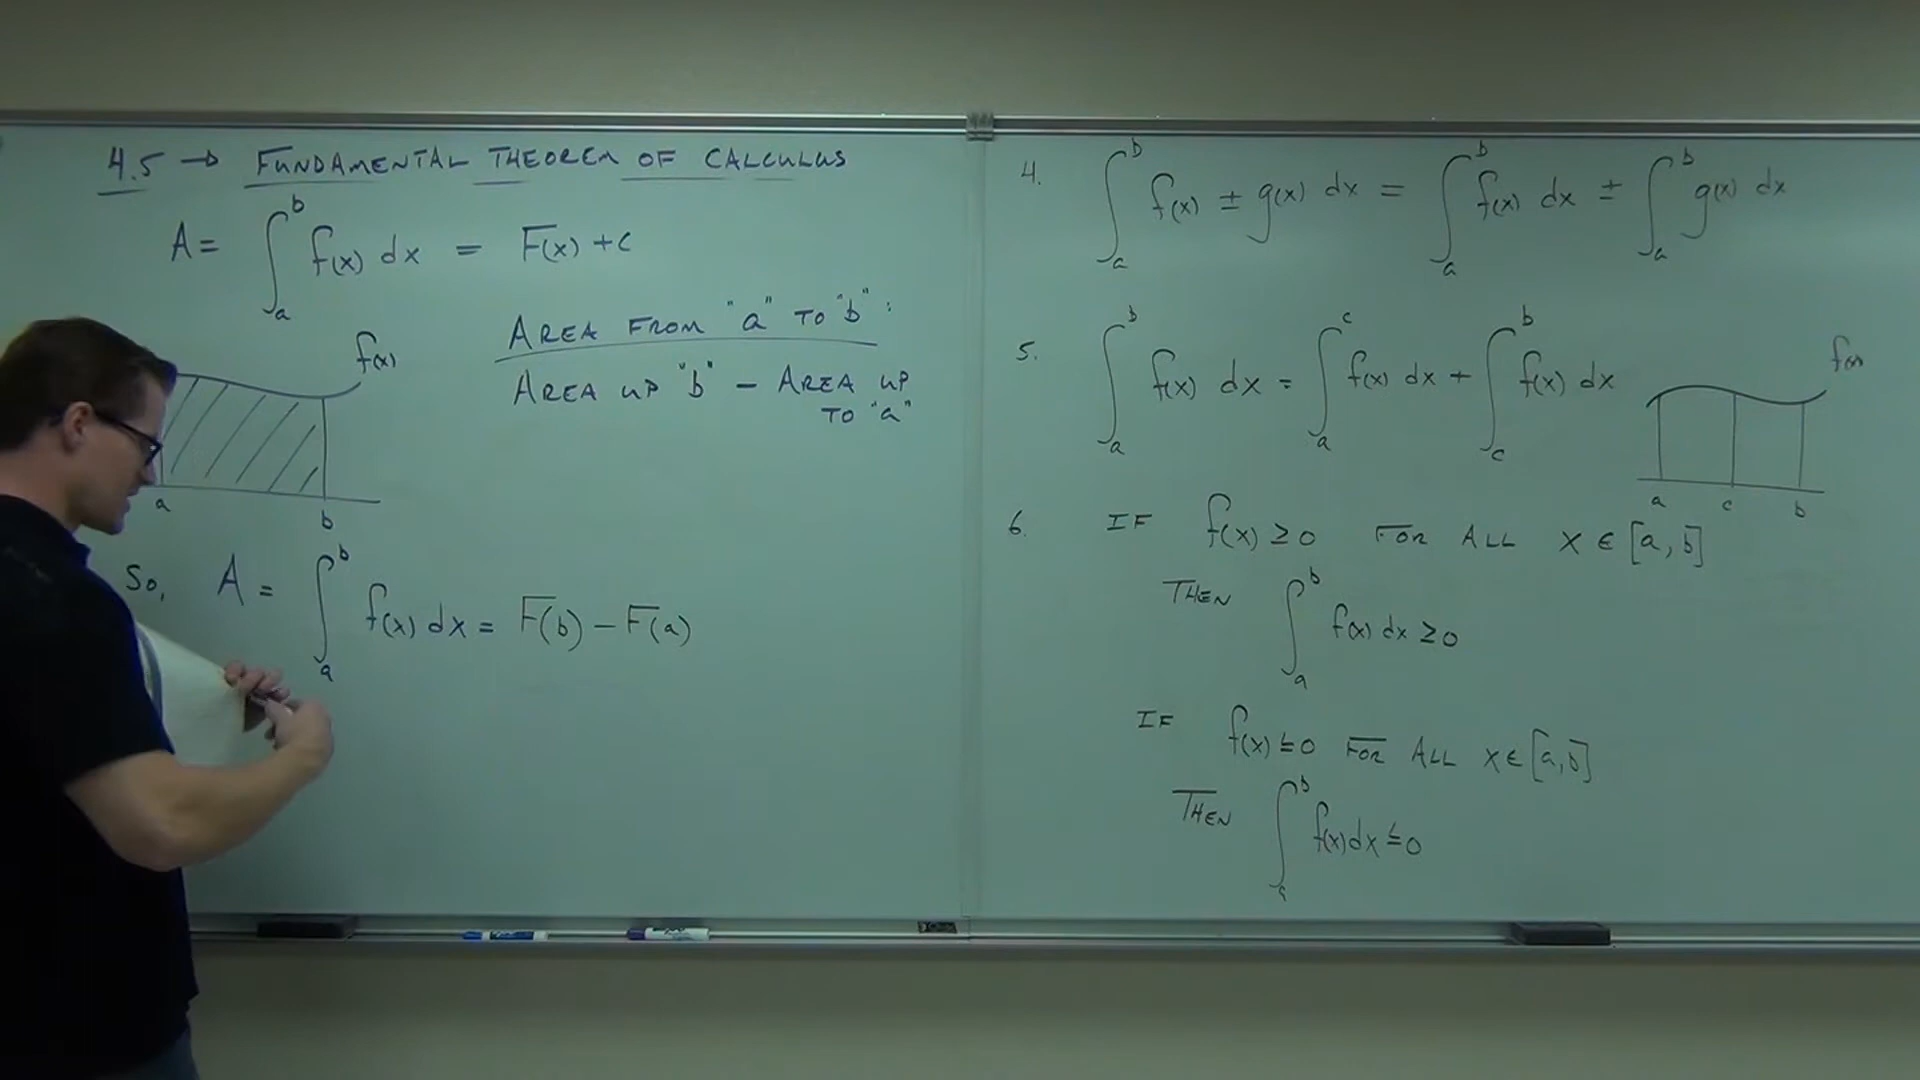 4.5 → FUNDAMENTAL THEOREM OF CALCULUS
A = ∫_a^b f(x) dx = F(x) + c
AREA FROM "a" TO "b":
AREA UP "b" − AREA UP
TO "a"
f(x)
a
b
So, A = ∫_a^b f(x) dx = F(b) − F(a)
4. ∫_a^b f(x) ± g(x) dx = ∫_a^b f(x) dx ± ∫_a^b g(x) dx
5. ∫_a^b f(x) dx = ∫_a^c f(x) dx + ∫_c^b f(x) dx
f(x)
a c b
6. IF f(x) ≥ 0 FOR ALL x ∈ [a, b]
THEN ∫_a^b f(x) dx ≥ 0
IF f(x) ≤ 0 FOR ALL x ∈ [a, b]
THEN ∫_a^b f(x) dx ≤ 0